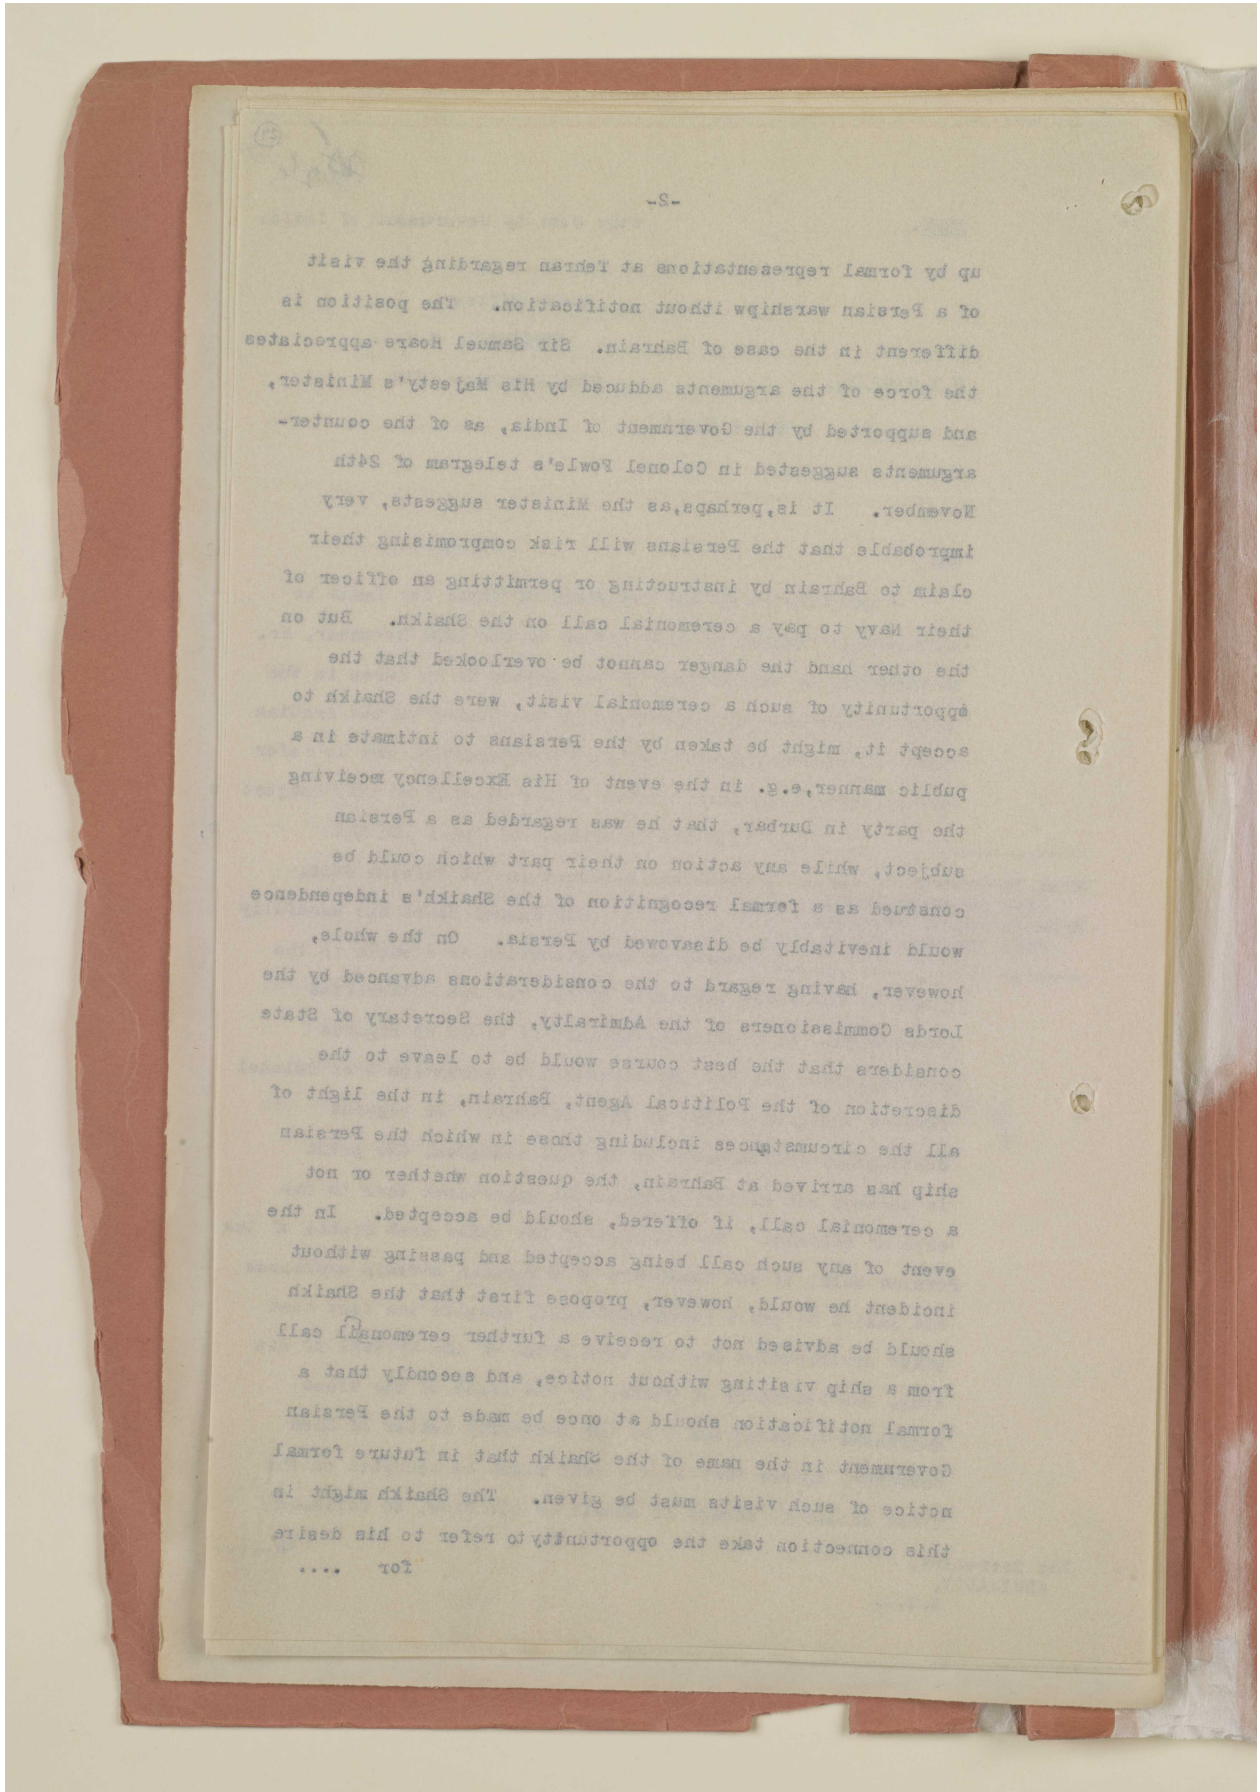 -2-
up by formal representations at Tehran regarding the visit
of a Persian warshipw ithout notification. The position is
different in the case of Bahrain. Sir Samuel Hoare appreciates
the force of the arguments adduced by His Majesty's Minister,
and supported by the Government of India, as of the counter-
arguments suggested in Colonel Fowle's telegram of 24th
November. It is, perhaps, as the Minister suggests, very
improbable that the Persians will risk compromising their
claim to Bahrain by instructing or permitting an officer of
their Navy to pay a ceremonial call on the Shaikh. But on
the other hand the danger cannot be overlooked that the
opportunity of such a ceremonial visit, were the Shaikh to
accept it, might be taken by the Persians to intimate in a
public manner, e.g. in the event of His Excellency receiving
the party in Durbar, that he was regarded as a Persian
subject, while any action on their part which could be
construed as a formal recognition of the Shaikh's independence
would inevitably be disavowed by Persia. On the whole,
however, having regard to the considerations advanced by the
Lords Commissioners of the Admiralty, the Secretary of State
considers that the best course would be to leave to the
discretion of the Political Agent, Bahrain, in the light of
all the circumstances including those in which the Persian
ship has arrived at Bahrain, the question whether or not
a ceremonial call, if offered, should be accepted. In the
event of any such call being accepted and passing without
incident he would, however, propose first that the Shaikh
should be advised not to receive a further ceremonail call
from a ship visiting without notice, and secondly that a
formal notification should at once be made to the Persian
Government in the name of the Shaikh that in future formal
notice of such visits must be given. The Shaikh might in
this connection take the opportunity to refer to his desire
for ....